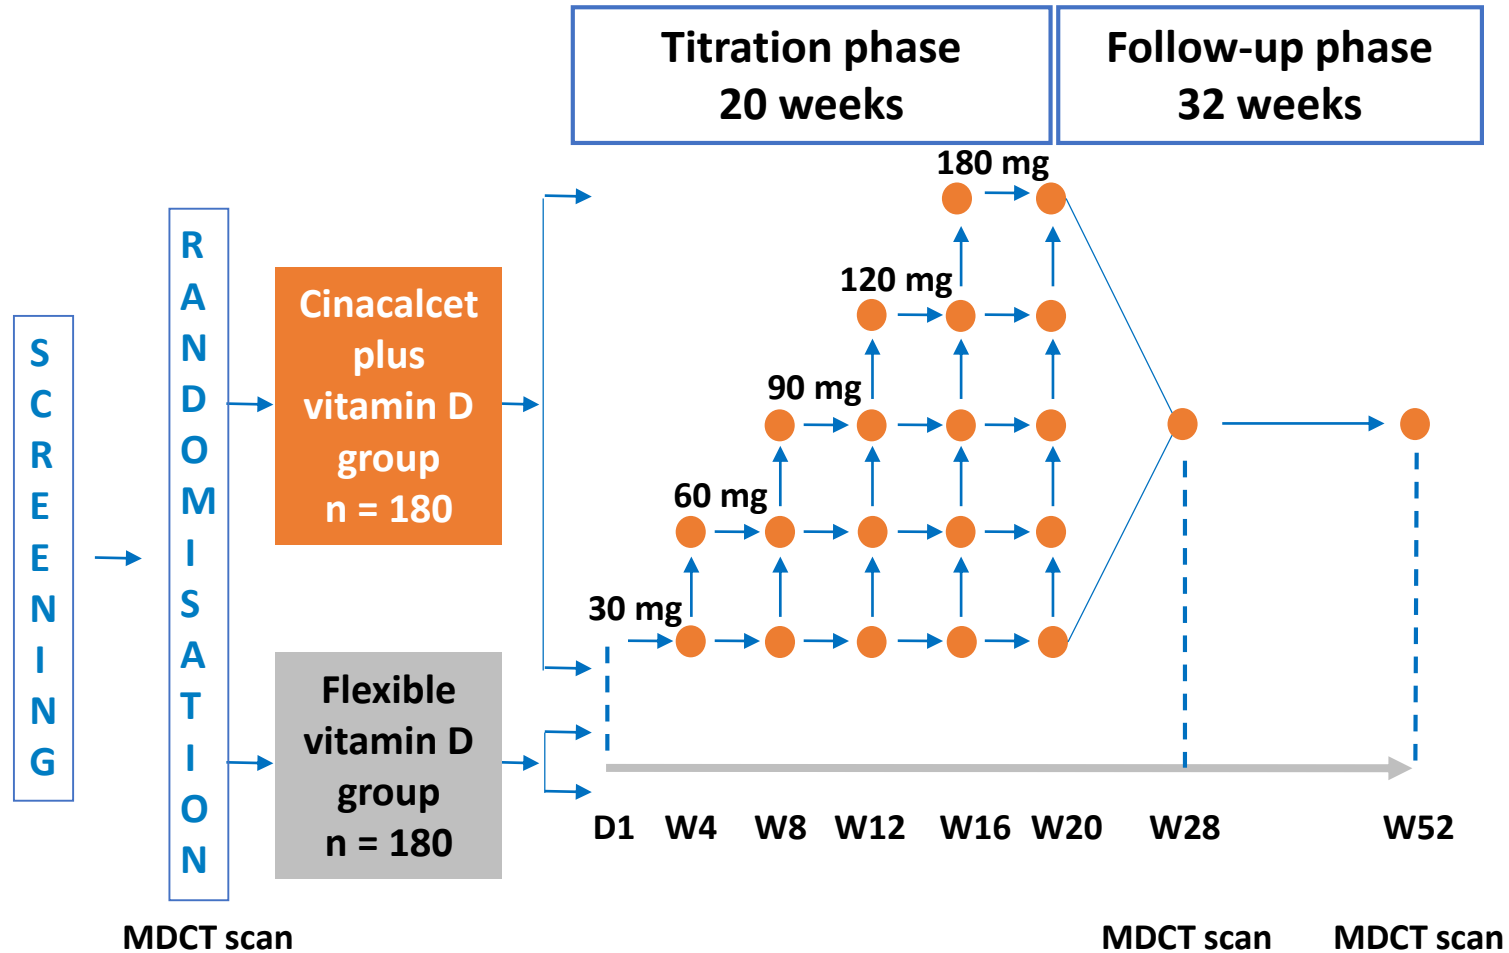 Titration phase
20 weeks
Follow-up phase
32 weeks
SCREENING
RANDOMISATION
Cinacalcet
plus
vitamin D
group
n = 180
Flexible
vitamin D
group
n = 180
180 mg
120 mg
90 mg
60 mg
30 mg
D1 W4 W8 W12 W16 W20 W28 W52
MDCT scan MDCT scan MDCT scan